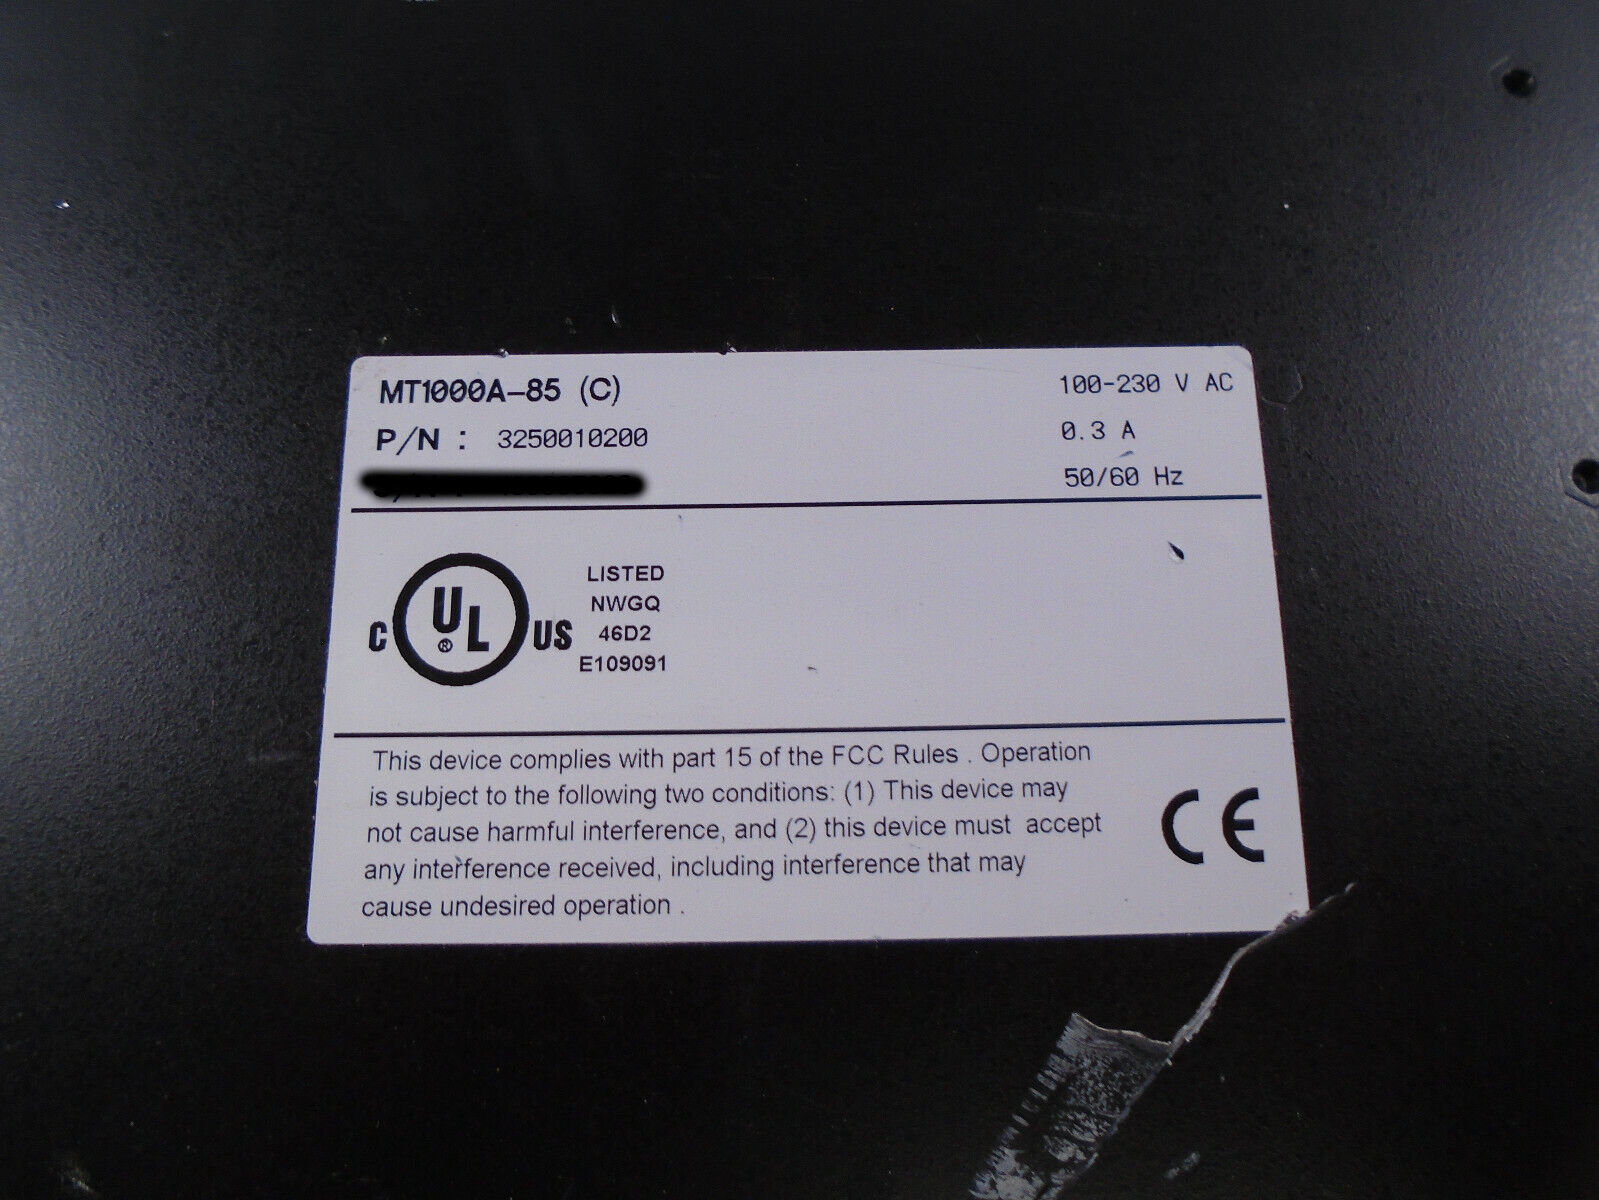 MT1000A-85 (C)
100-230 V AC
P/N : 3250010200
0.3 A
50/60 Hz
C UL ® US
LISTED
NWGQ
46D2
E109091
This device complies with part 15 of the FCC Rules . Operation
is subject to the following two conditions: (1) This device may
not cause harmful interference, and (2) this device must accept
any interference received, including interference that may
cause undesired operation .
CE